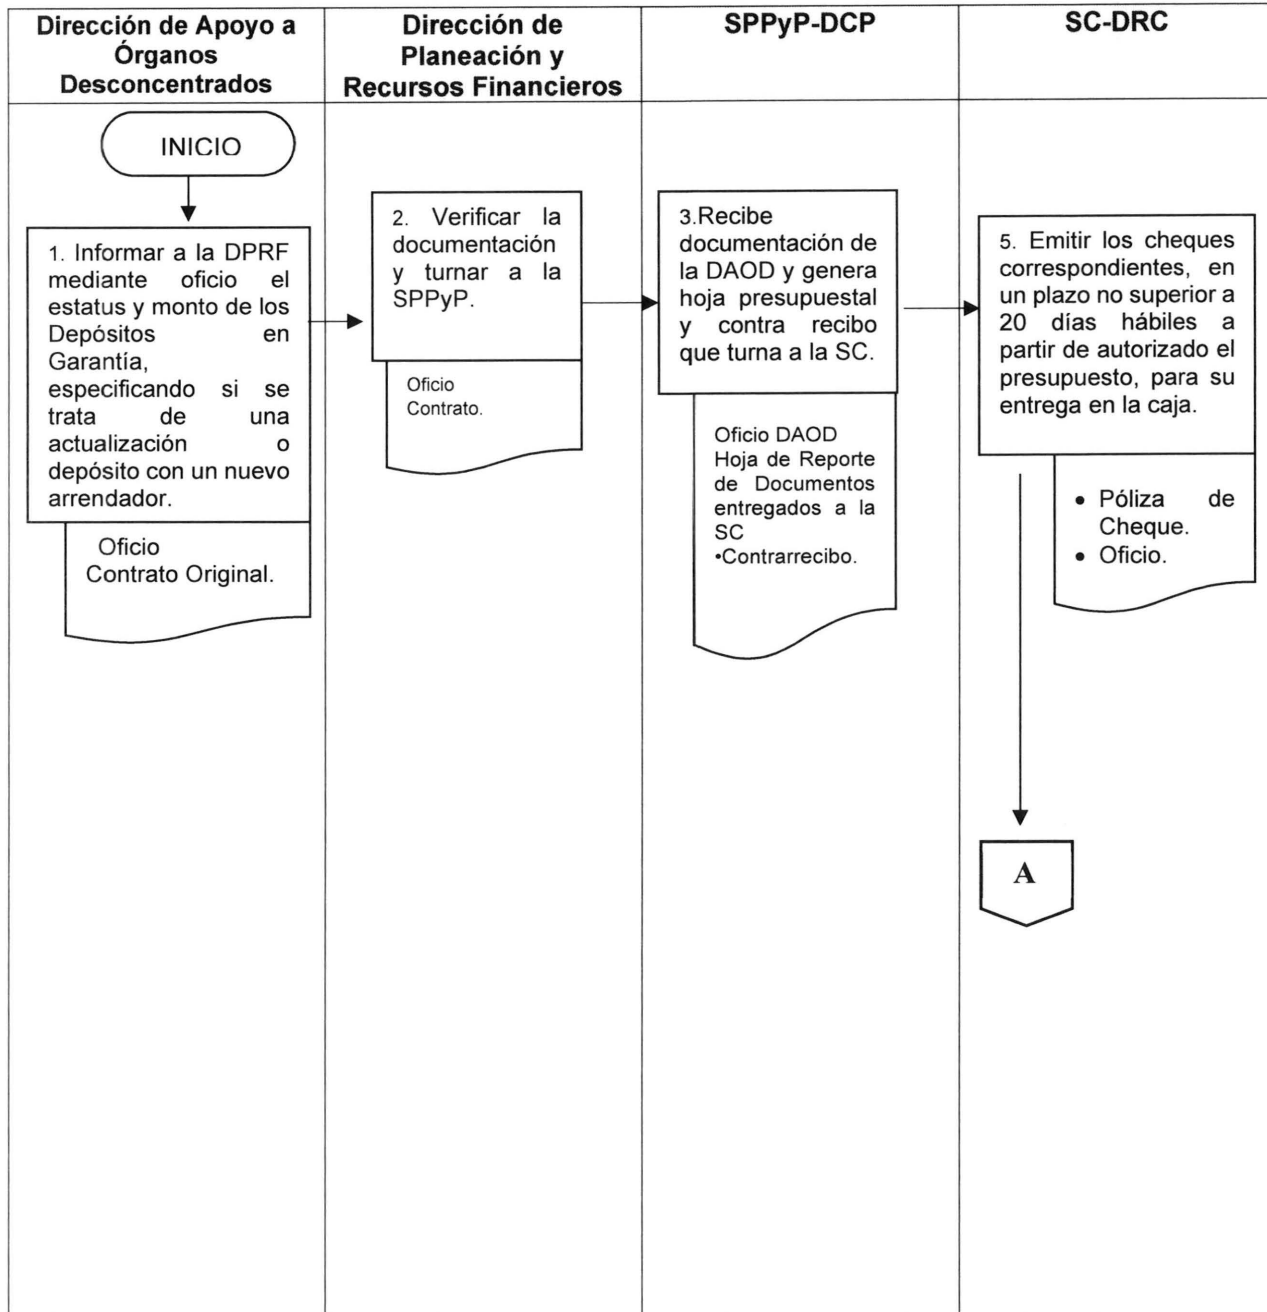 Dirección de Apoyo a
Órganos
Desconcentrados
Dirección de
Planeación y
Recursos Financieros
SPPyP-DCP
SC-DRC
INICIO
1. Informar a la DPRF
mediante oficio el
estatus y monto de los
Depósitos en
Garantía,
especificando si se
trata de una
actualización o
depósito con un nuevo
arrendador.
Oficio
Contrato Original.
2. Verificar la
documentación
y turnar a la
SPPyP.
Oficio
Contrato.
3.Recibe
documentación de
la DAOD y genera
hoja presupuestal
y contra recibo
que turna a la SC.
Oficio DAOD
Hoja de Reporte
de Documentos
entregados a la
SC
•Contrarrecibo.
5. Emitir los cheques
correspondientes, en
un plazo no superior a
20 días hábiles a
partir de autorizado el
presupuesto, para su
entrega en la caja.
• Póliza de
Cheque.
• Oficio.
A